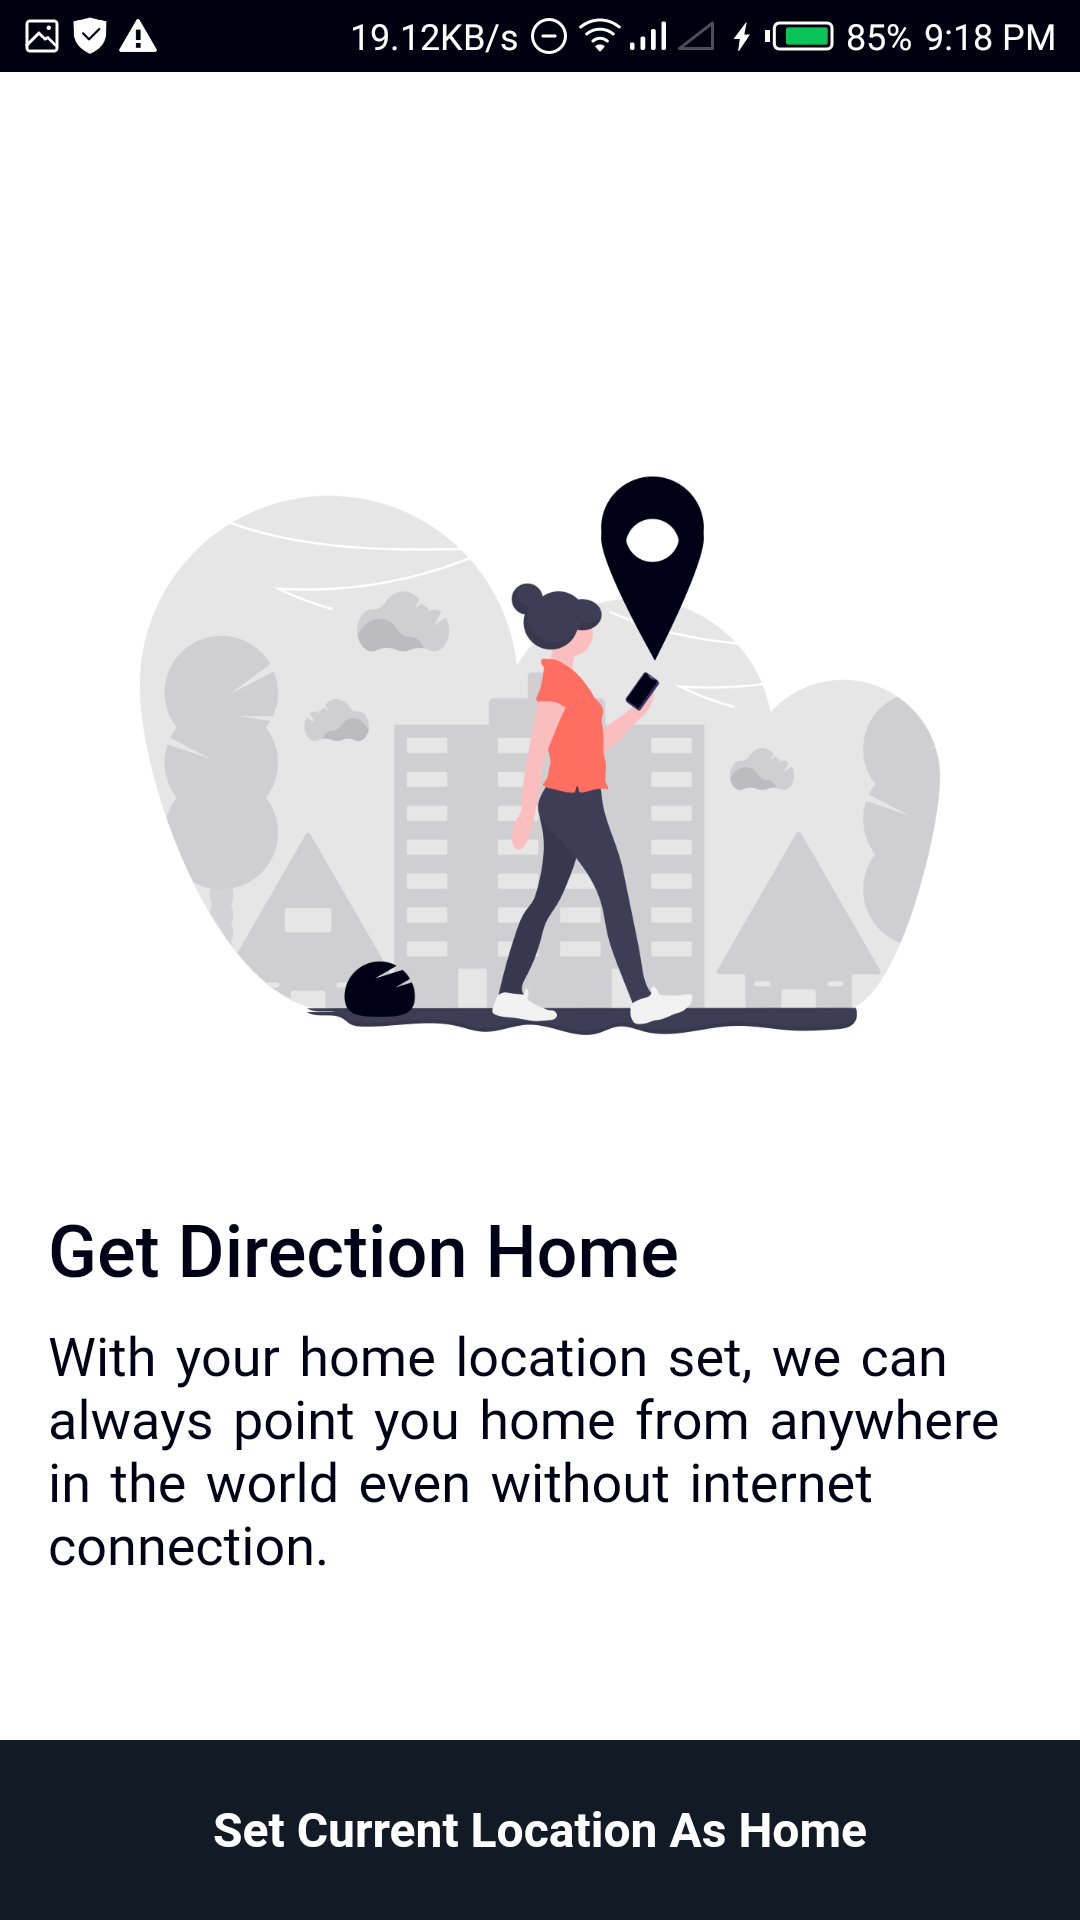 19.12KB/s 85% 9:18 PM
Get Direction Home
With your home location set, we can
always point you home from anywhere
in the world even without internet
connection.
Set Current Location As Home